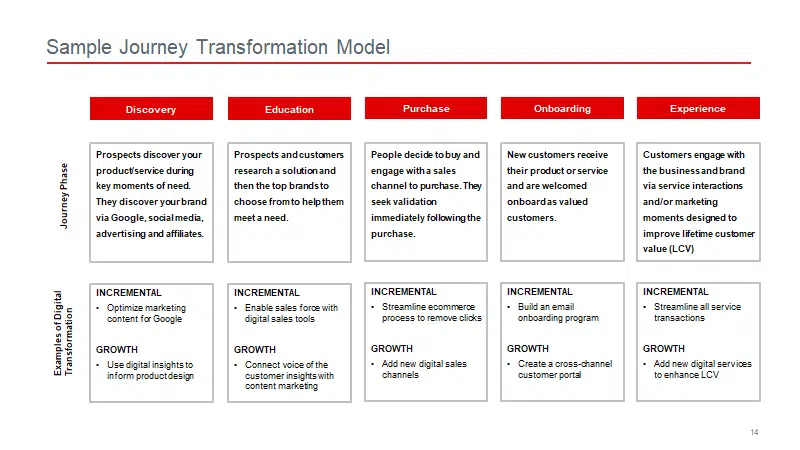 Sample Journey Transformation Model
Discovery
Education
Purchase
Onboarding
Experience
Journey Phase
Prospects discover your
product/service during
key moments of need.
They discover your brand
via Google, social media,
advertising and affiliates.
Prospects and customers
research a solution and
then the top brands to
choose from to help them
meet a need.
People decide to buy and
engage with a sales
channel to purchase. They
seek validation
immediately following the
purchase.
New customers receive
their product or service
and are welcomed
onboard as valued
customers.
Customers engage with
the business and brand
via service interactions
and/or marketing
moments designed to
improve lifetime customer
value (LCV)
Examples of Digital
Transformation
INCREMENTAL
• Optimize marketing
content for Google
GROWTH
• Use digital insights to
inform product design
INCREMENTAL
• Enable sales force with
digital sales tools
GROWTH
• Connect voice of the
customer insights with
content marketing
INCREMENTAL
• Streamline ecommerce
process to remove clicks
GROWTH
• Add new digital sales
channels
INCREMENTAL
• Build an email
onboarding program
GROWTH
• Create a cross-channel
customer portal
INCREMENTAL
• Streamline all service
transactions
GROWTH
• Add new digital services
to enhance LCV
14